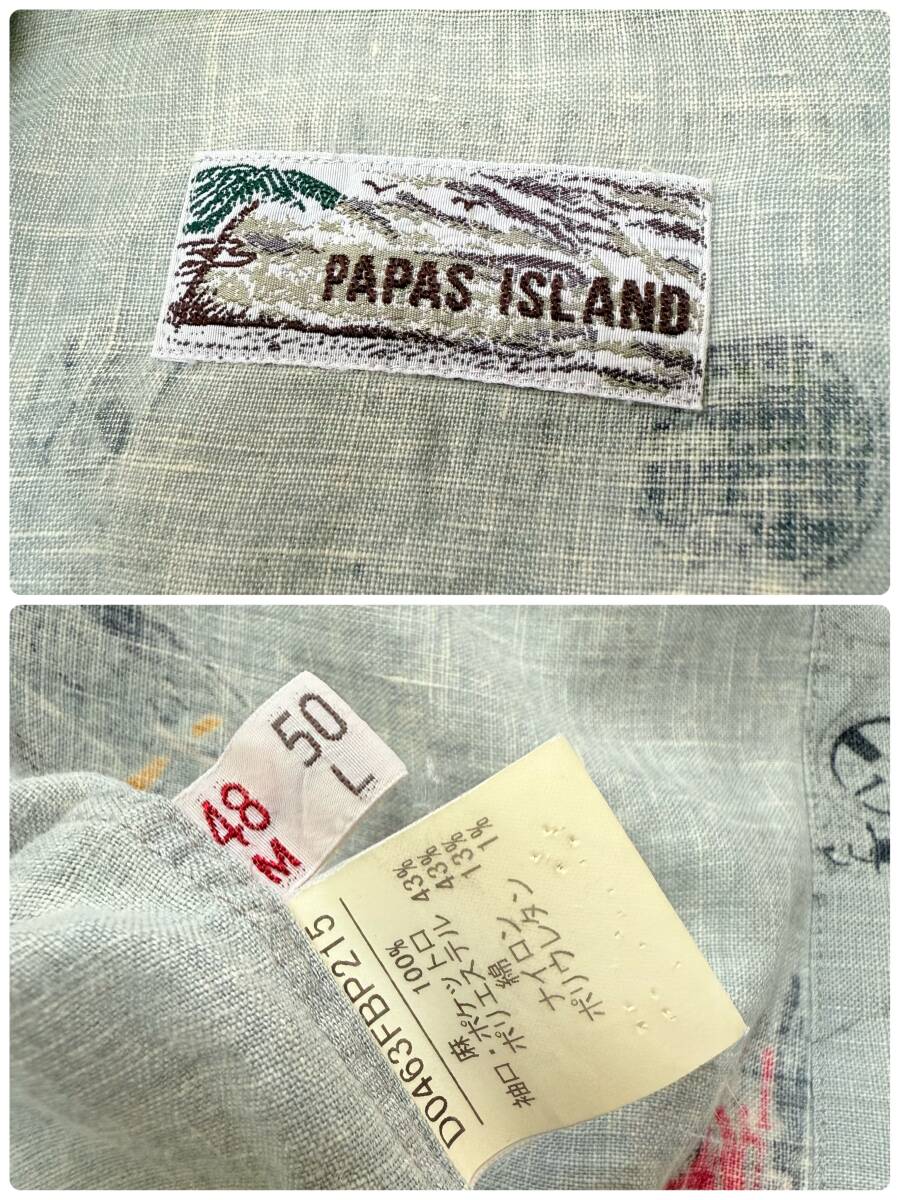 PAPAS ISLAND
50
L
48
M
D0463FBP215
麻 100%
袖口・ポケットロ
ポリエステル 43%
綿 43%
ナイロン 13%
ポリウレタン 1%